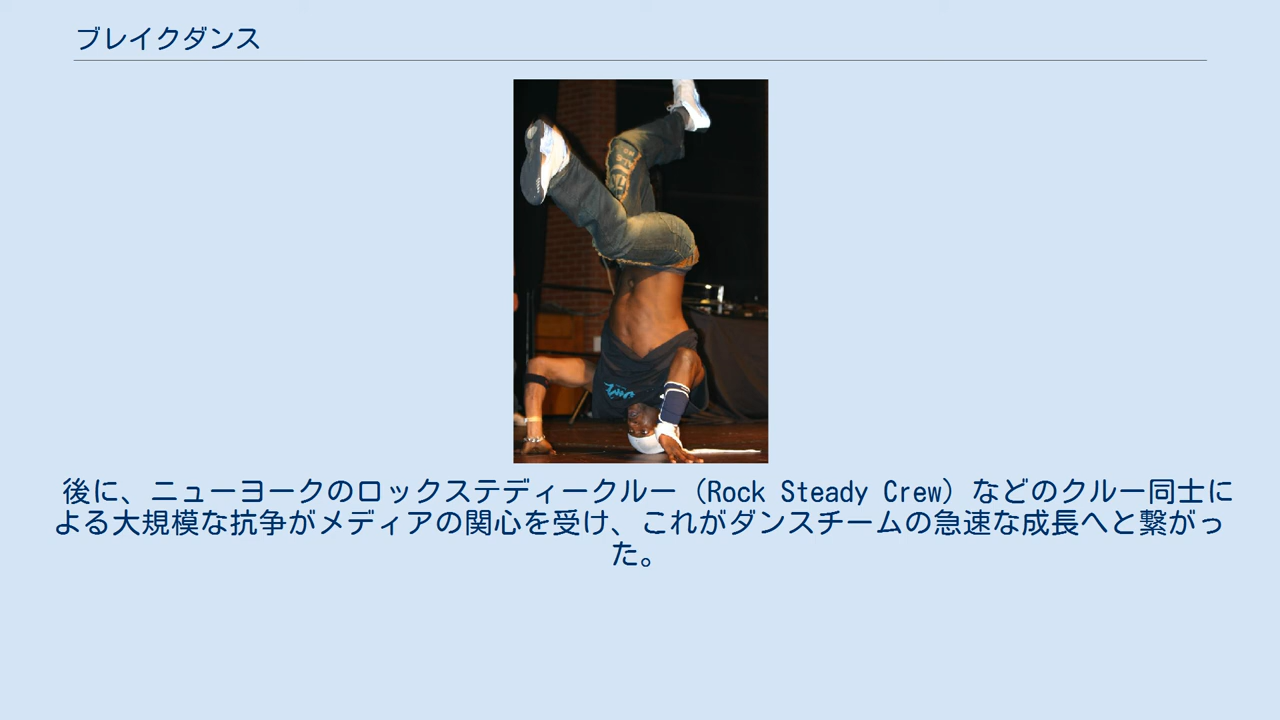 ブレイクダンス
後に、ニューヨークのロックステディークルー（Rock Steady Crew）などのクルー同士に
よる大規模な抗争がメディアの関心を受け、これがダンスチームの急速な成長へと繋がっ
た。